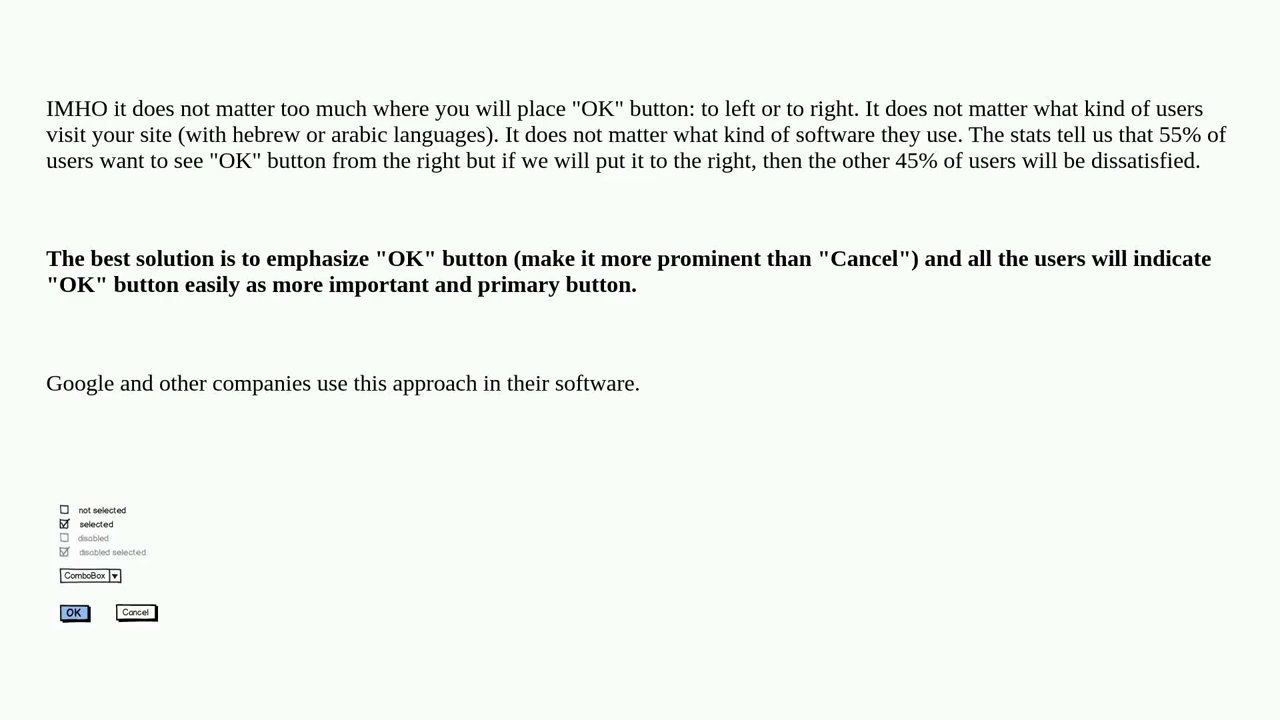 IMHO it does not matter too much where you will place "OK" button: to left or to right. It does not matter what kind of users
visit your site (with hebrew or arabic languages). It does not matter what kind of software they use. The stats tell us that 55% of
users want to see "OK" button from the right but if we will put it to the right, then the other 45% of users will be dissatisfied.
The best solution is to emphasize "OK" button (make it more prominent than "Cancel") and all the users will indicate
"OK" button easily as more important and primary button.
Google and other companies use this approach in their software.
not selected
selected
disabled
disabled selected
ComboBox
OK Cancel